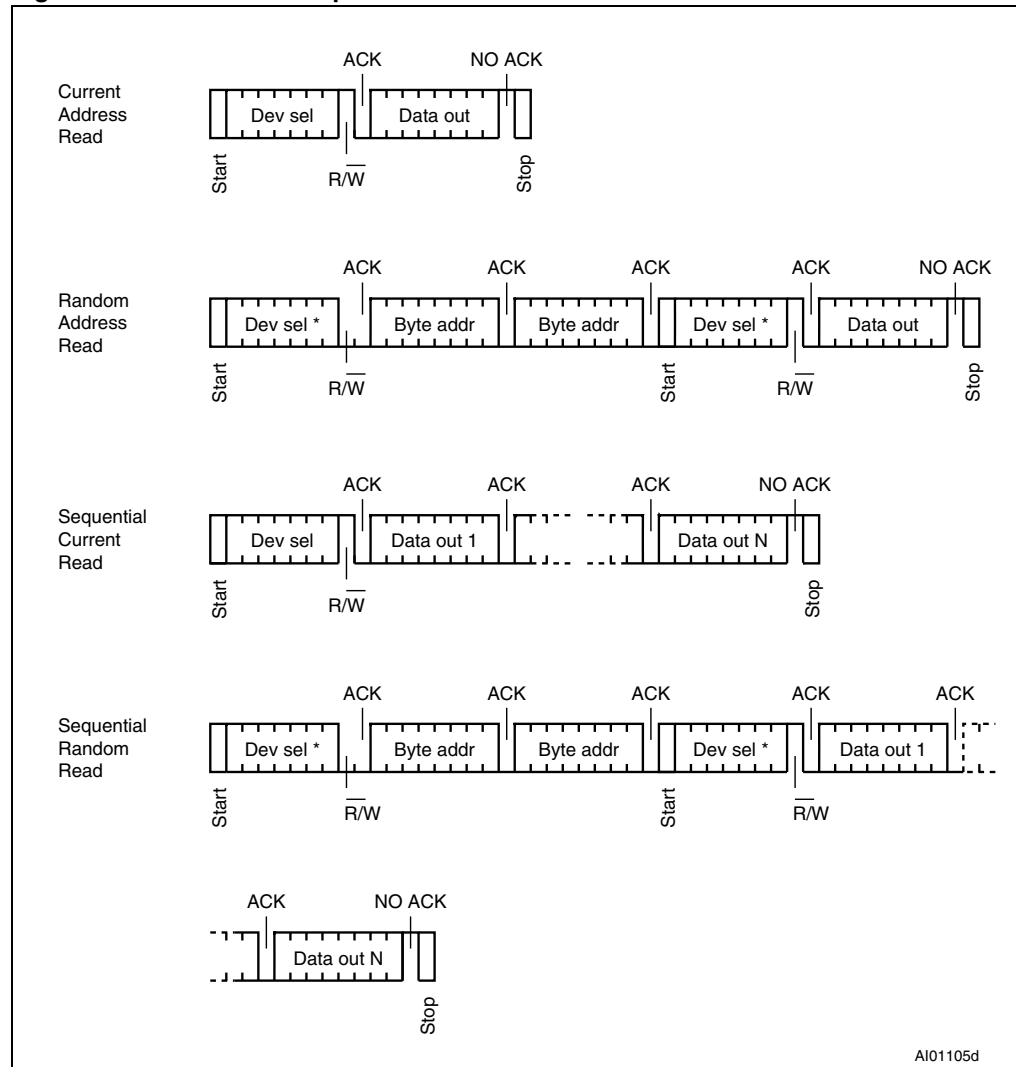 ACK NO ACK
Current
Address
Read
Dev sel Data out
Start R/W̅ Stop
ACK ACK ACK ACK NO ACK
Random
Address
Read
Dev sel * Byte addr Byte addr Dev sel * Data out
Start R/W̅ Start R/W̅ Stop
ACK ACK ACK NO ACK
Sequential
Current
Read
Dev sel Data out 1 Data out N
Start R/W̅ Stop
ACK ACK ACK ACK ACK
Sequential
Random
Read
Dev sel * Byte addr Byte addr Dev sel * Data out 1
Start R̅/W Start R̅/W
ACK NO ACK
Data out N
Stop
AI01105d